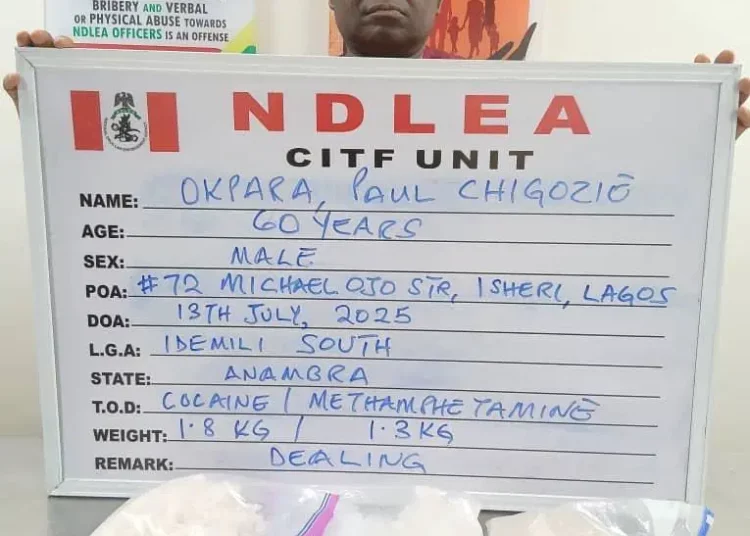 BRIBERY AND VERBAL
OR PHYSICAL ABUSE TOWARDS
NDLEA OFFICERS IS AN OFFENSE
NDLEA
CITF UNIT
NAME: OKPARA, PAUL CHIGOZIE
AGE: 60 YEARS
SEX: MALE
POA: #72 MICHAEL OJO STR, ISHERI, LAGOS
DOA: 13TH JULY, 2025
L.G.A: IDEMILI SOUTH
STATE: ANAMBRA
T.O.D: COCAINE / METHAMPHETAMINE
WEIGHT: 1.8 KG / 1.3 KG
REMARK: DEALING